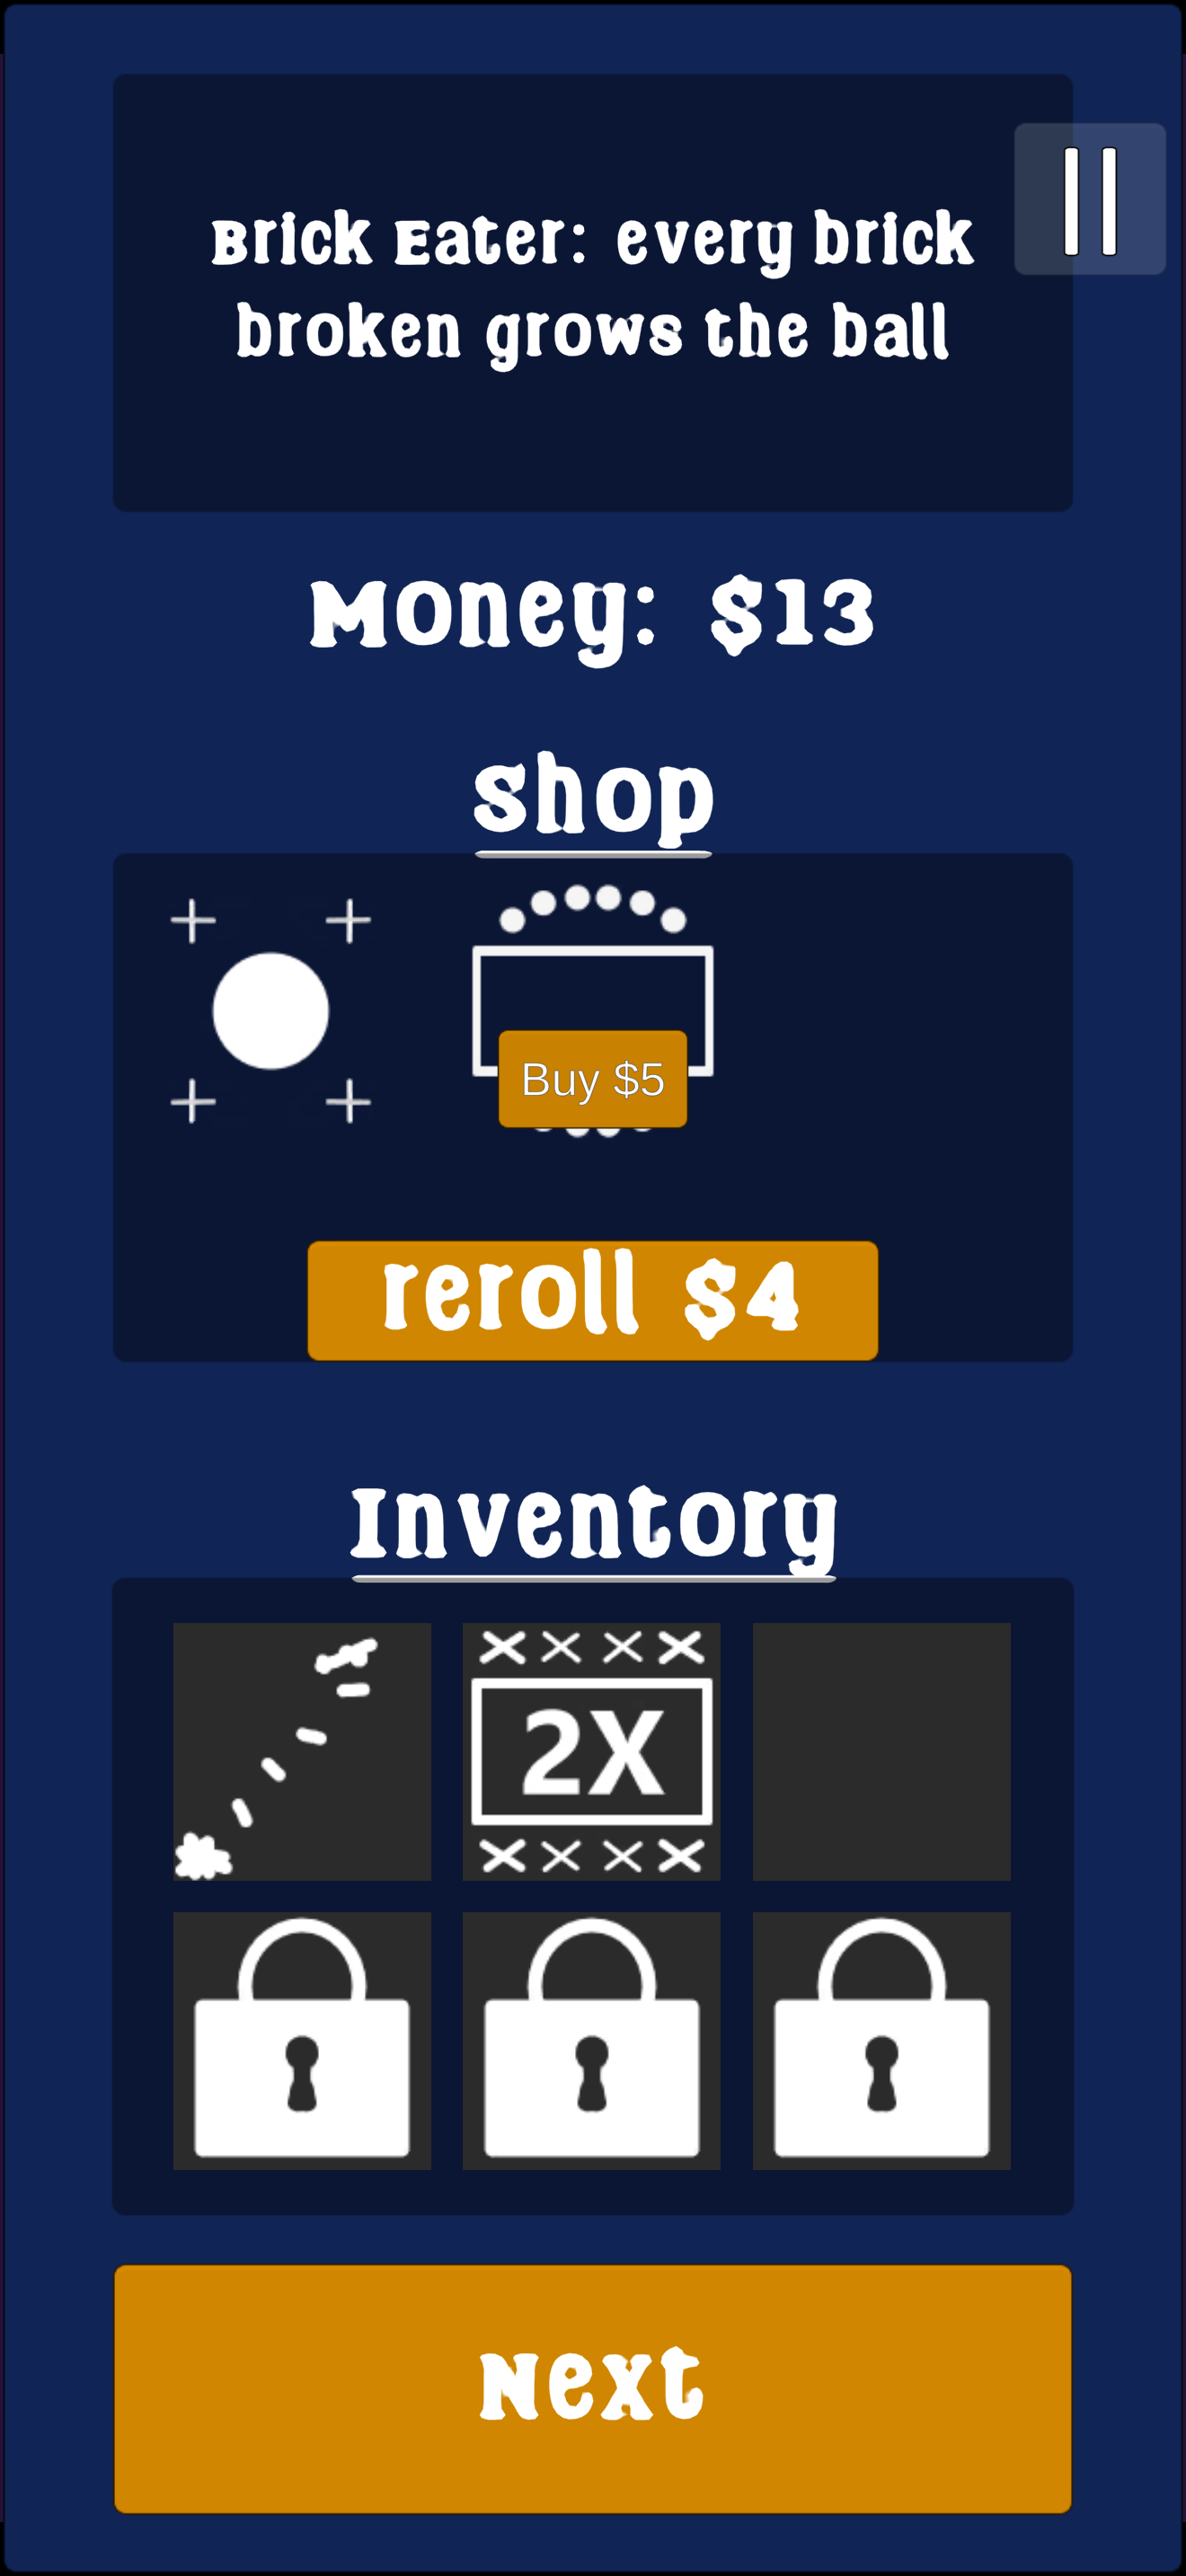 Brick Eater: every brick
broken grows the ball
Money: $13
Shop
Buy $5
reroll $4
Inventory
2X
Next